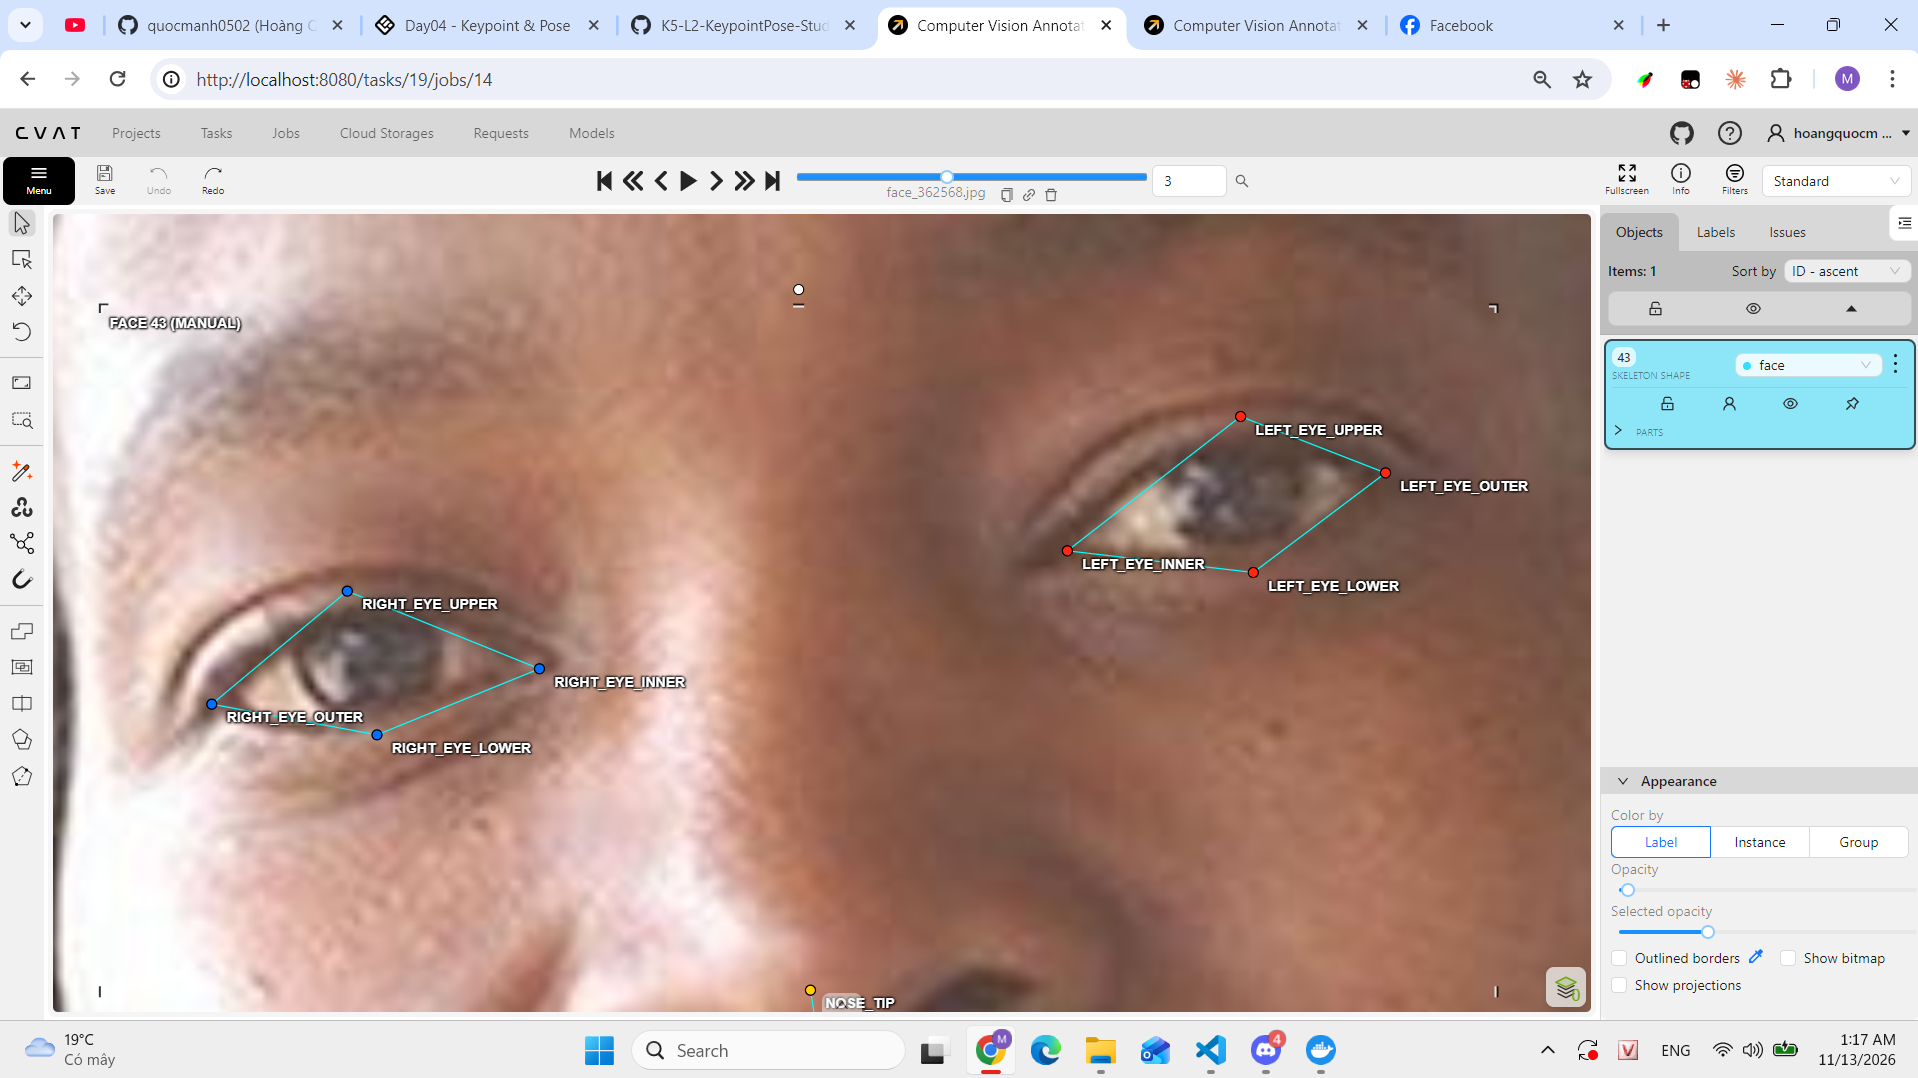 quocmanh0502 (Hoàng Q
Day04 - Keypoint & Pose
K5-L2-KeypointPose-Stud
Computer Vision Annotat
Computer Vision Annotat
Facebook
http://localhost:8080/tasks/19/jobs/14
M
CVAT
Projects
Tasks
Jobs
Cloud Storages
Requests
Models
hoangquocm ...
Menu
Save
Undo
Redo
face_362568.jpg
3
Fullscreen
Info
Filters
Standard
FACE 43 (MANUAL)
LEFT_EYE_UPPER
LEFT_EYE_OUTER
LEFT_EYE_INNER
LEFT_EYE_LOWER
RIGHT_EYE_UPPER
RIGHT_EYE_INNER
RIGHT_EYE_OUTER
RIGHT_EYE_LOWER
NOSE_TIP
0
Objects
Labels
Issues
Items: 1
Sort by
ID - ascent
43
SKELETON SHAPE
face
PARTS
Appearance
Color by
Label
Instance
Group
Opacity
Selected opacity
Outlined borders
Show bitmap
Show projections
19°C
Có mây
Search
M
4
V
ENG
1:17 AM
11/13/2026